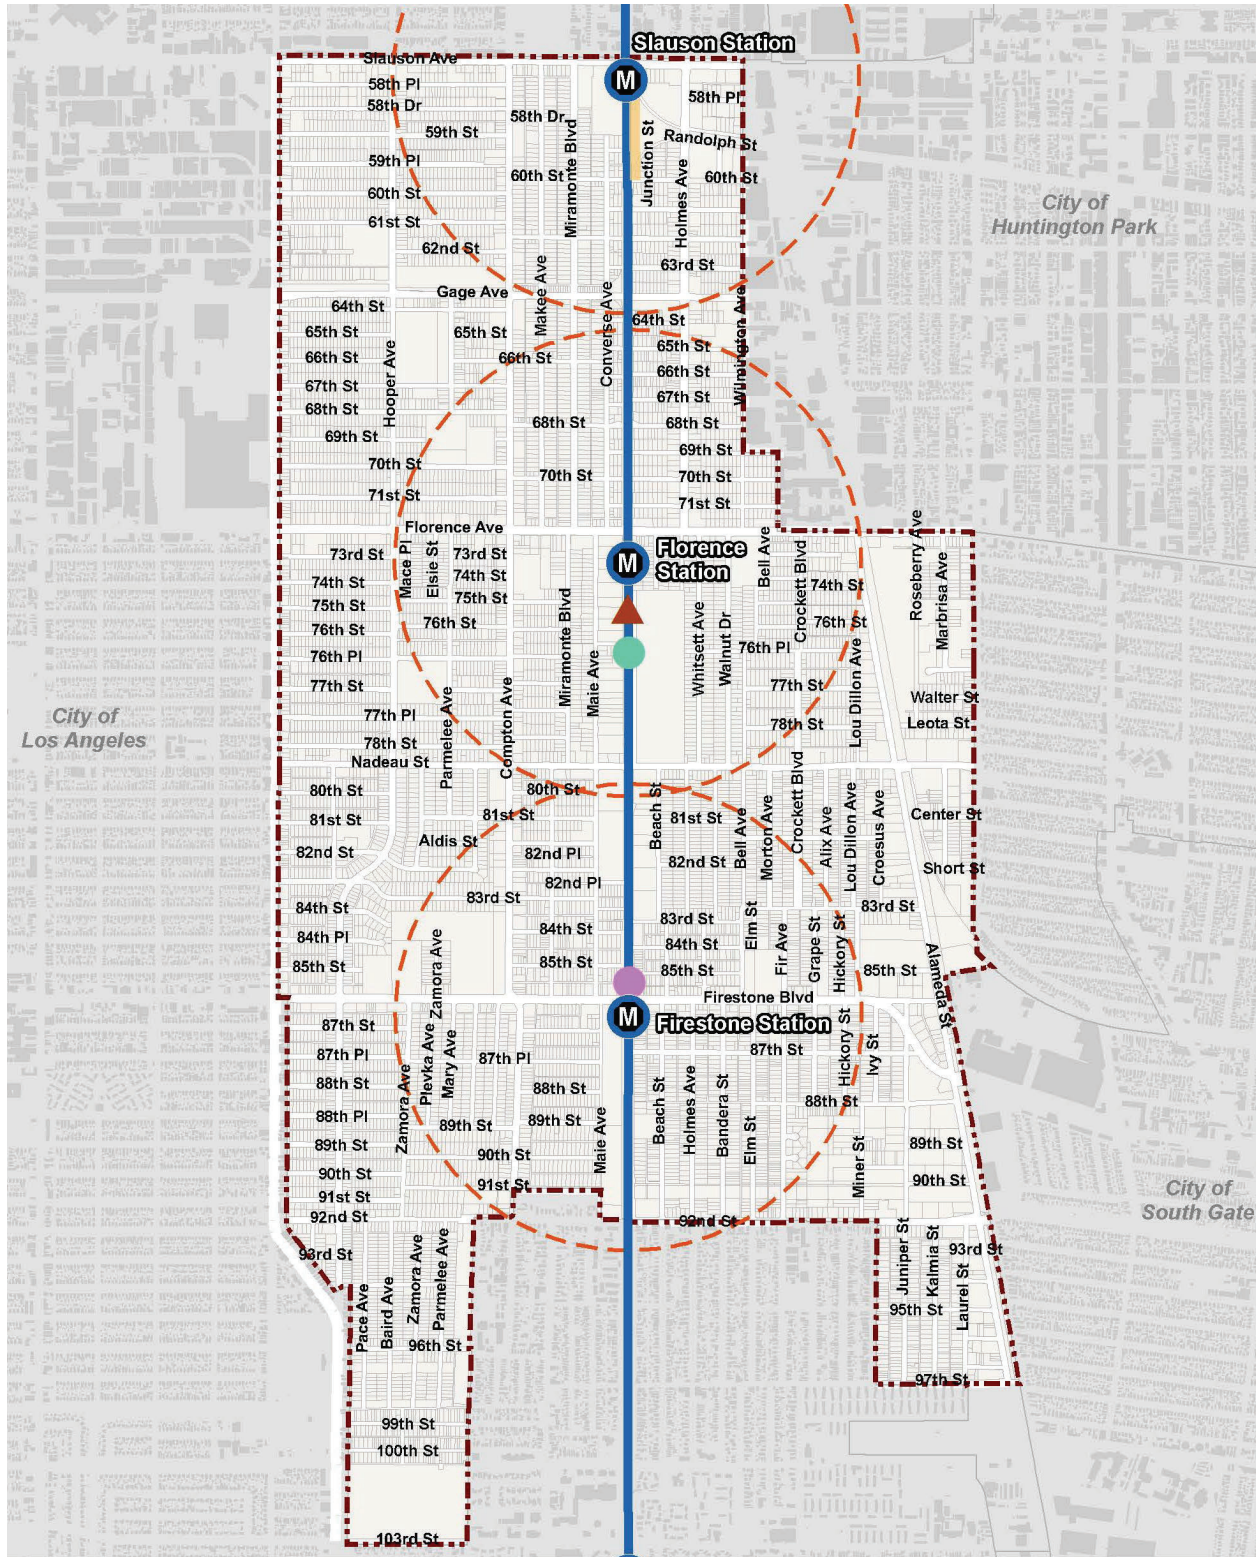 Slauson Station
Slauson Ave
M
58th Pl
58th Pl
58th Dr
58th Dr
59th St
Randolph St
59th Pl
60th St
60th St
60th St
Miramonte Blvd
Junction St
Holmes Ave
61st St
62nd St
63rd St
City of
Huntington Park
Gage Ave
64th St
64th St
Makee Ave
Converse Ave
Wilmington Ave
65th St
65th St
65th St
66th St
66th St
66th St
Hooper Ave
67th St
67th St
68th St
68th St
68th St
69th St
69th St
70th St
70th St
70th St
71st St
71st St
Florence Ave
M
Florence
Station
73rd St
73rd St
Mace Pl
Elsie St
Bell Ave
Crockett Blvd
Roseberry Ave
Marbrisa Ave
74th St
74th St
74th St
75th St
75th St
76th St
76th St
76th St
76th Pl
76th Pl
Miramonte Blvd
Maie Ave
Whitsett Ave
Walnut Dr
77th St
77th St
Lou Dillon Ave
Walter St
Leota St
77th Pl
78th St
78th St
City of
Los Angeles
Parmelee Ave
Compton Ave
Nadeau St
80th St
80th St
81st St
81st St
81st St
Beach St
Bell Ave
Morton Ave
Crockett Blvd
Alix Ave
Lou Dillon Ave
Croesus Ave
Center St
Aldis St
82nd St
82nd Pl
82nd St
82nd Pl
Short St
83rd St
83rd St
83rd St
84th St
84th St
84th St
84th Pl
Elm St
Fir Ave
Grape St
Hickory St
85th St
85th St
85th St
85th St
Zamora Ave
Alameda St
Firestone Blvd
M
Firestone Station
87th St
87th St
87th Pl
87th Pl
Plevka Ave
Mary Ave
Hickory St
Ivy St
88th St
88th St
88th St
88th Pl
Zamora Ave
Maie Ave
Beach St
Holmes Ave
Bandera St
Elm St
Miner St
89th St
89th St
89th St
89th St
90th St
90th St
90th St
91st St
91st St
92nd St
92nd St
City of
South Gate
93rd St
93rd St
Pace Ave
Baird Ave
Zamora Ave
Parmelee Ave
Juniper St
Kalmia St
Laurel St
95th St
96th St
97th St
99th St
100th St
103rd St